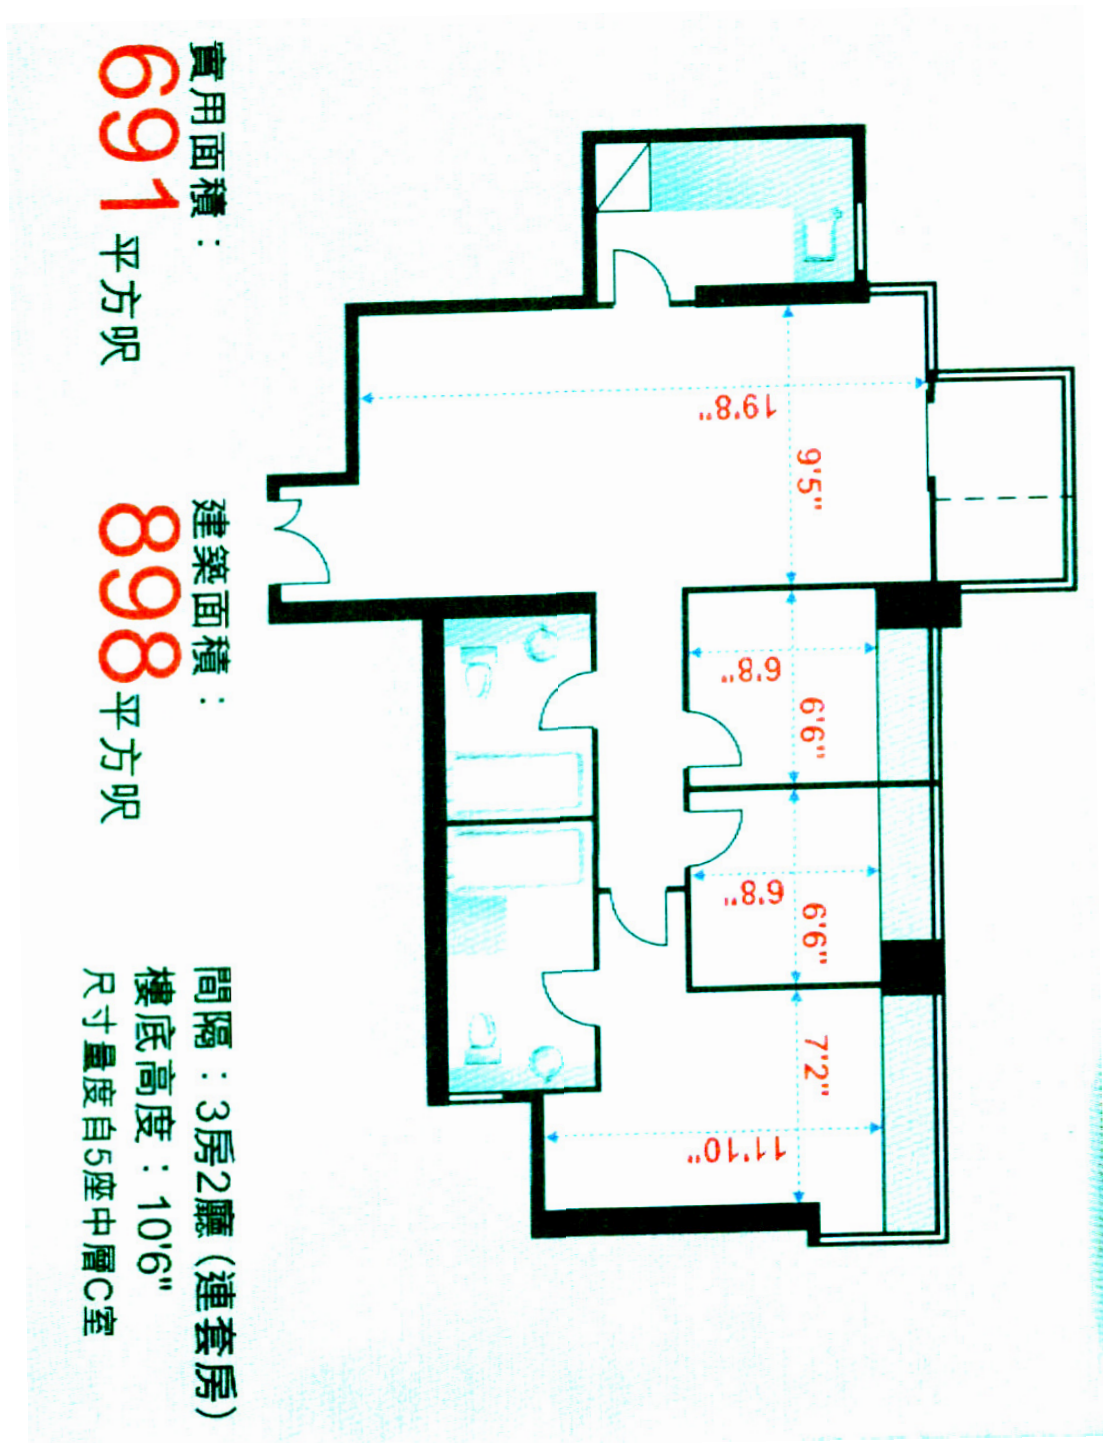 實用面積：
691平方呎
建築面積：
898平方呎
間隔：3房2廳（連套房）
樓底高度：10'6"
尺寸量度自5座中層C室
19'8"
9'5"
6'8"
6'6"
6'8"
6'6"
7'2"
11'10"